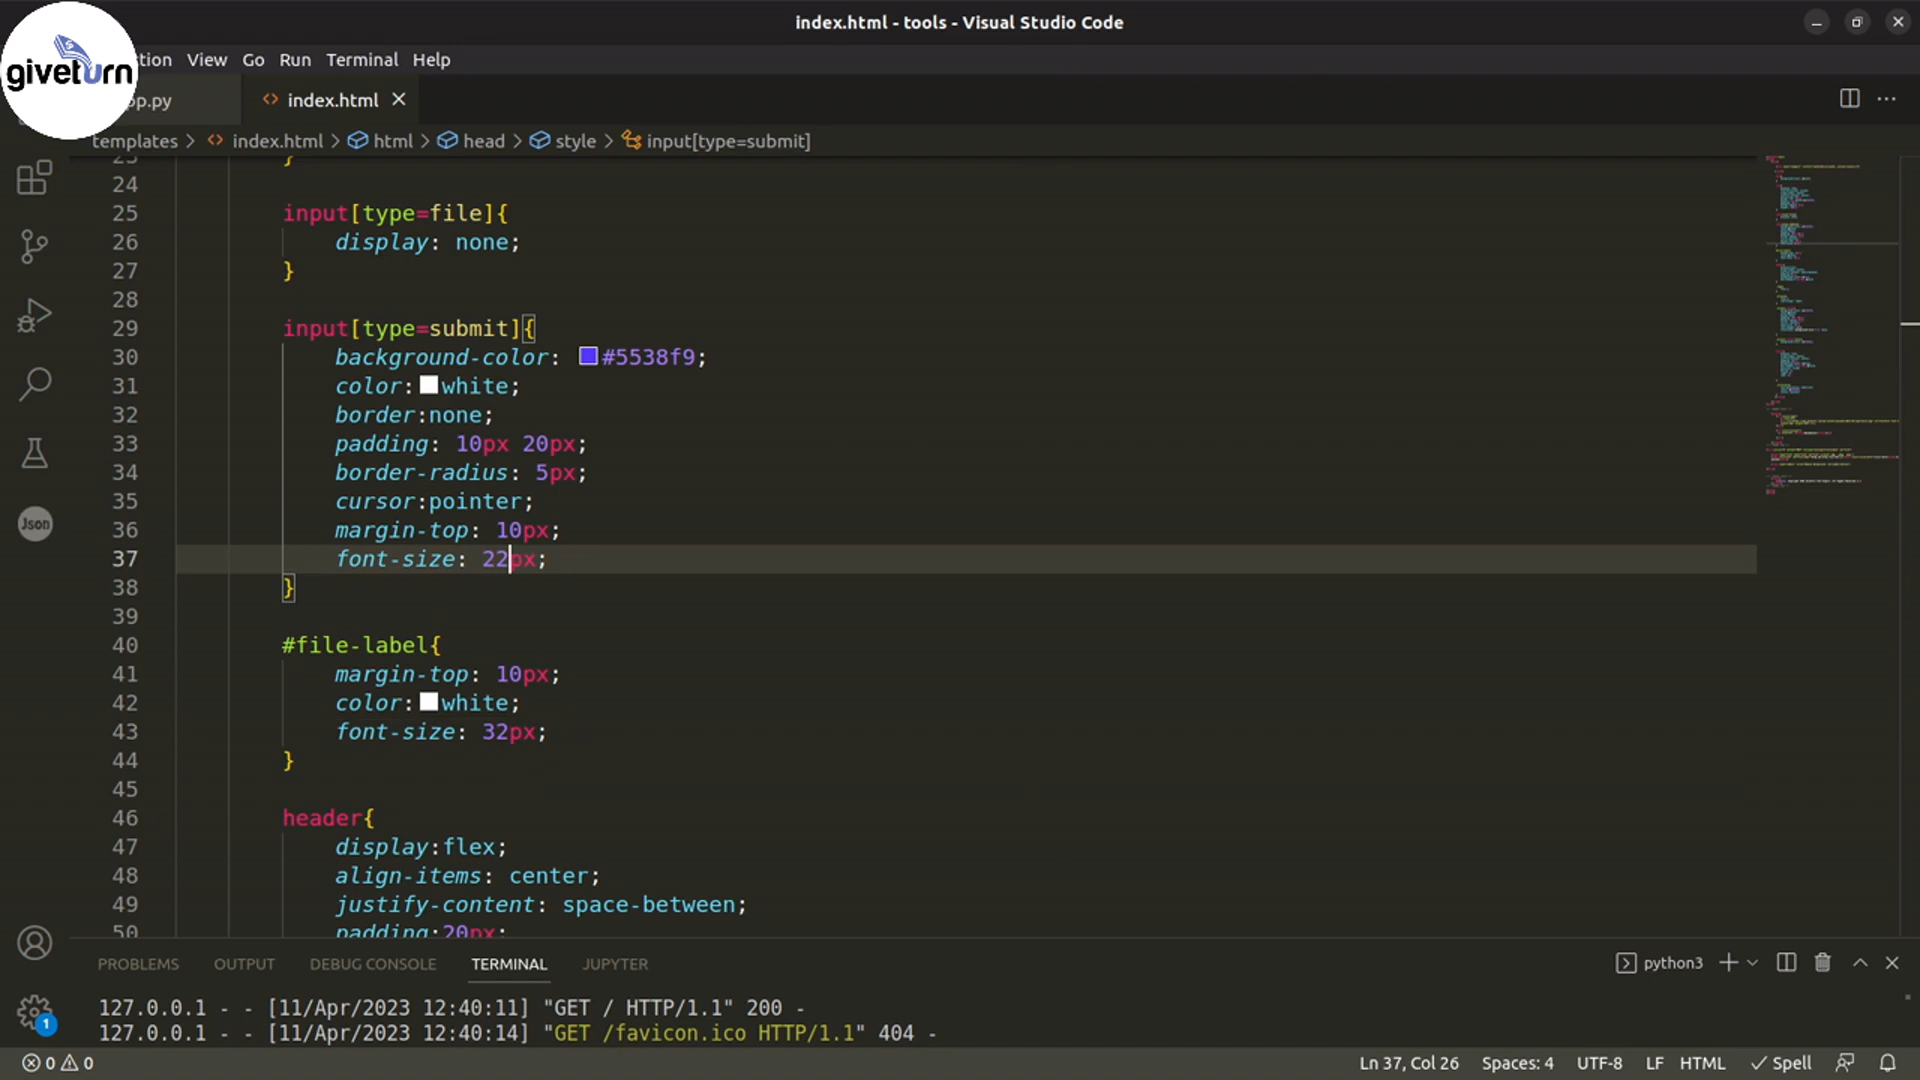 index.html - tools - Visual Studio Code
giveturn
tion View Go Run Terminal Help
pp.py
index.html
templates > index.html > html > head > style > input[type=submit]
23 }
24
25 input[type=file]{
26 display: none;
27 }
28
29 input[type=submit]{
30 background-color: #5538f9;
31 color:white;
32 border:none;
33 padding: 10px 20px;
34 border-radius: 5px;
35 cursor:pointer;
36 margin-top: 10px;
37 font-size: 22px;
38 }
39
40 #file-label{
41 margin-top: 10px;
42 color:white;
43 font-size: 32px;
44 }
45
46 header{
47 display:flex;
48 align-items: center;
49 justify-content: space-between;
50 padding:20px;
Json
PROBLEMS OUTPUT DEBUG CONSOLE TERMINAL JUPYTER
python3
127.0.0.1 - - [11/Apr/2023 12:40:11] "GET / HTTP/1.1" 200 -
127.0.0.1 - - [11/Apr/2023 12:40:14] "GET /favicon.ico HTTP/1.1" 404 -
1
0 0
Ln 37, Col 26 Spaces: 4 UTF-8 LF HTML Spell